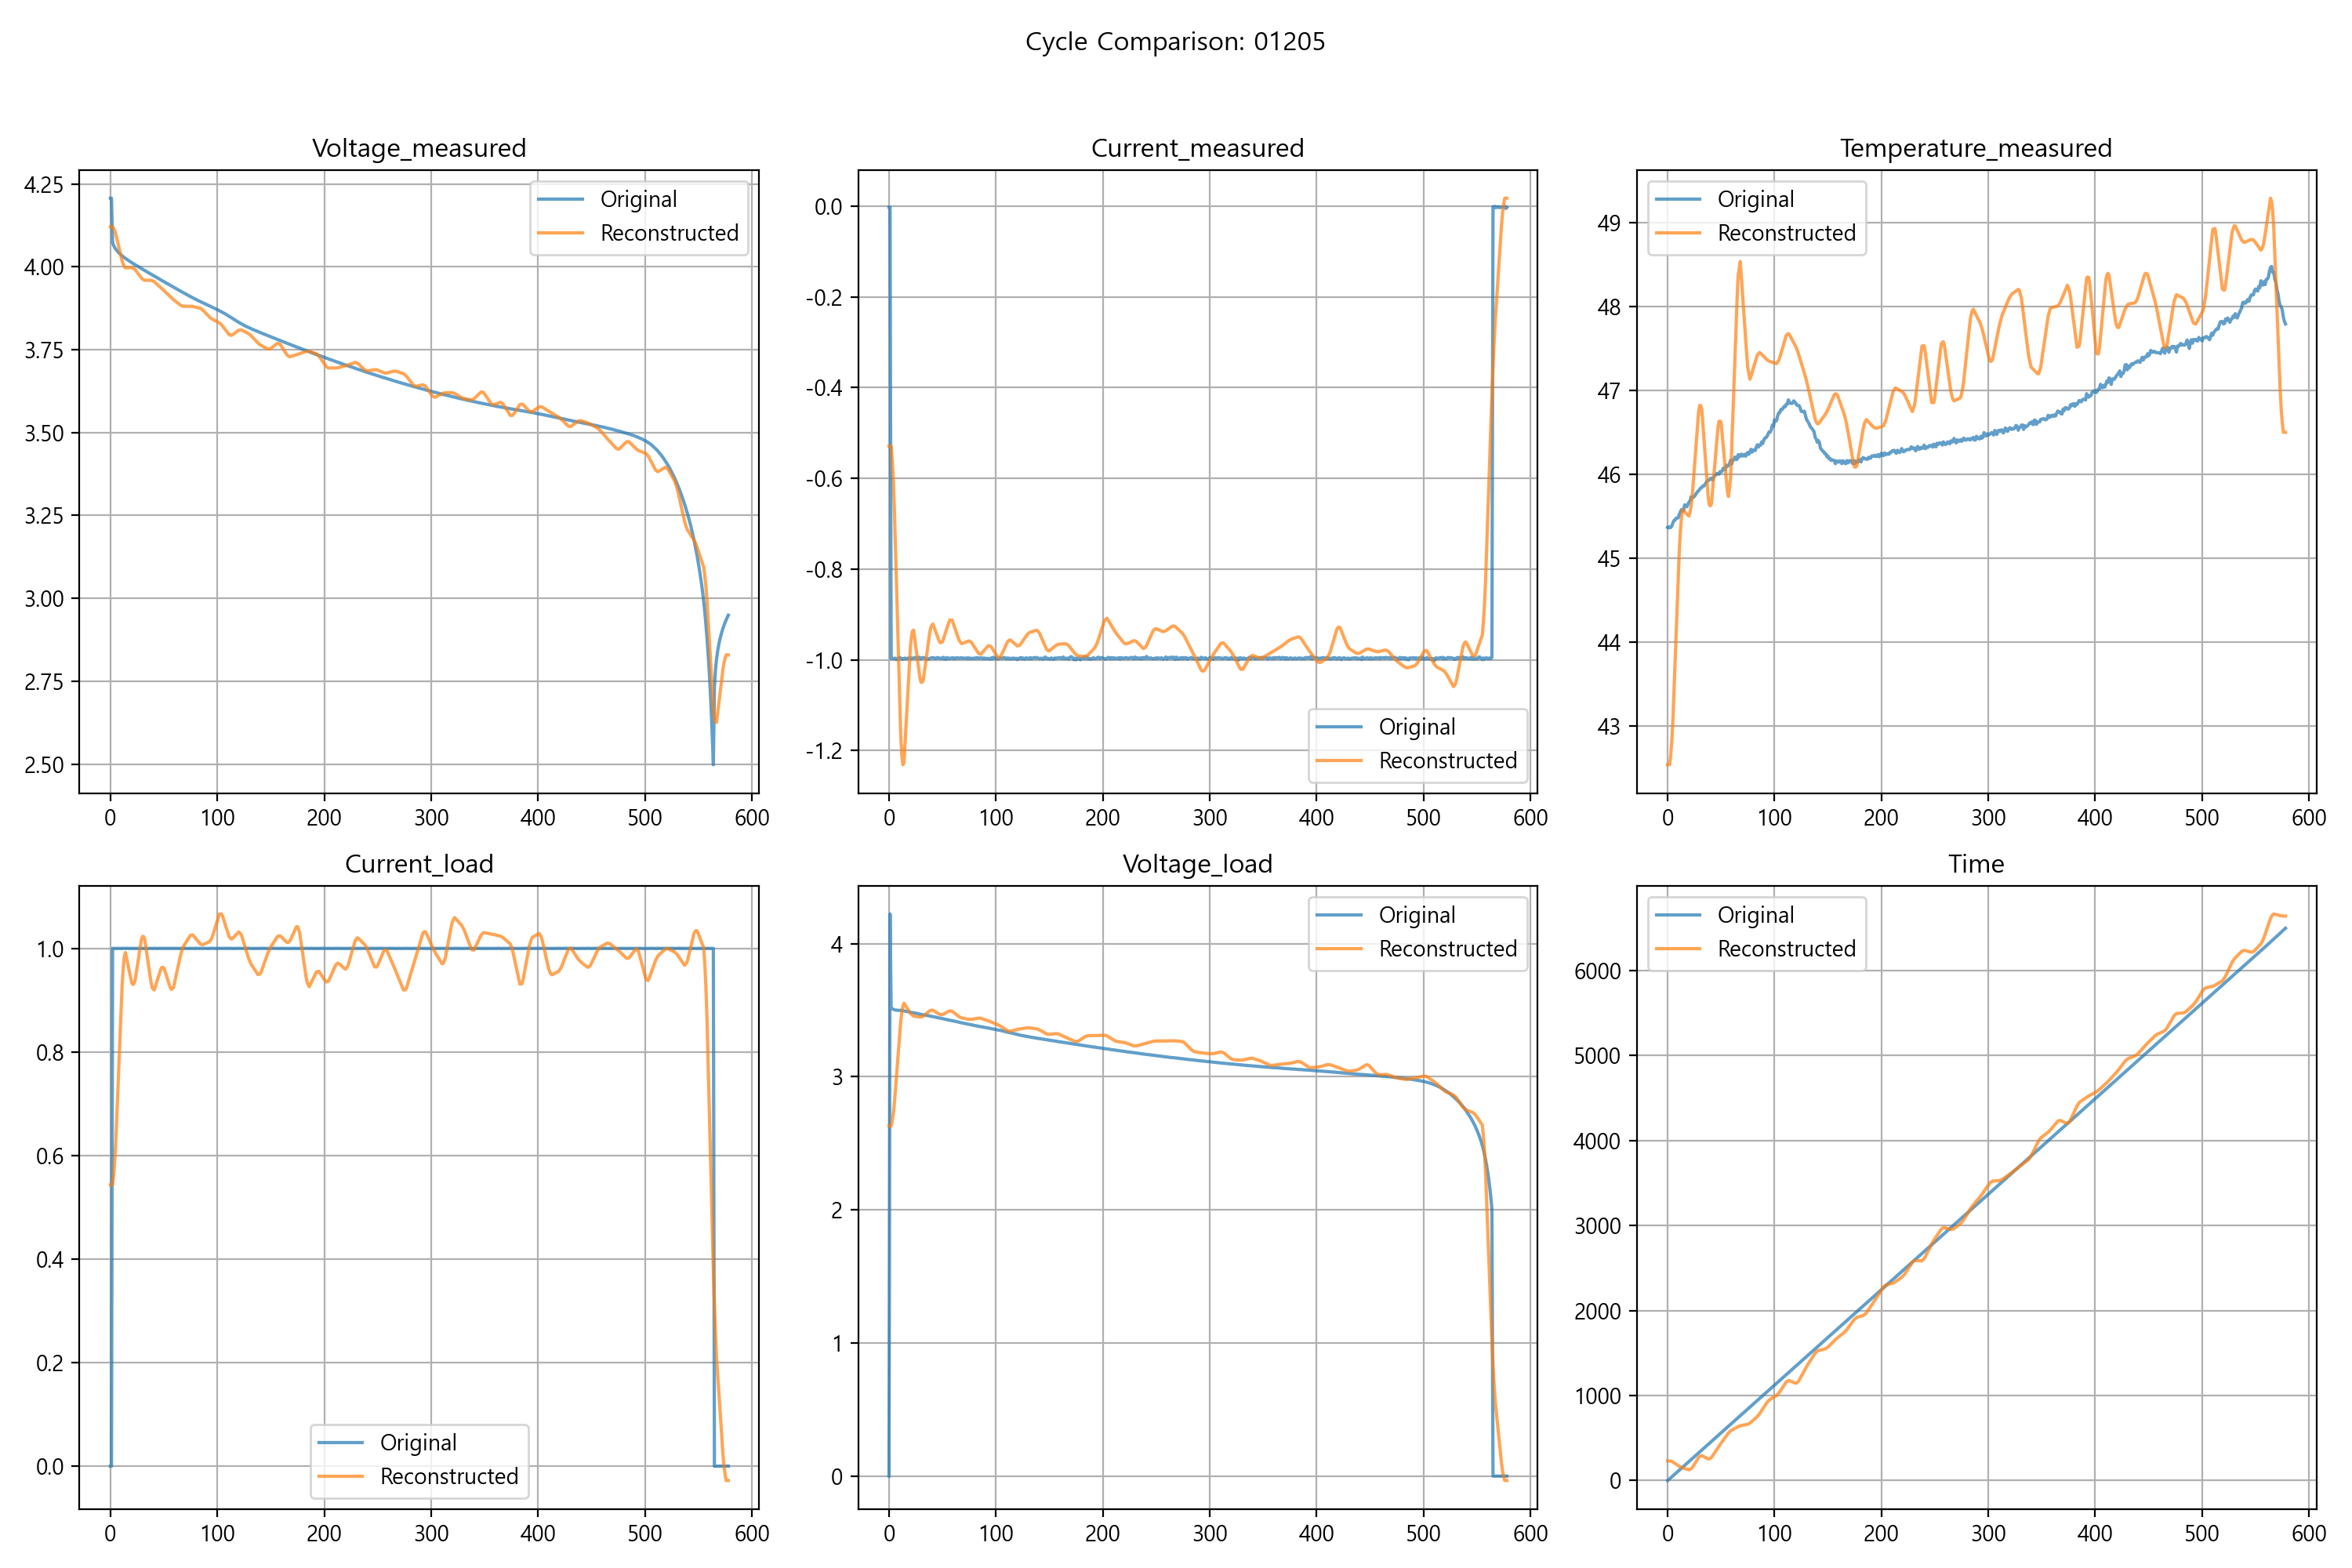 Cycle Comparison: 01205
Voltage_measured
4.25
4.00
3.75
3.50
3.25
3.00
2.75
2.50
0 100 200 300 400 500 600
Original
Reconstructed
Current_measured
0.0
-0.2
-0.4
-0.6
-0.8
-1.0
-1.2
0 100 200 300 400 500 600
Original
Reconstructed
Temperature_measured
49
48
47
46
45
44
43
0 100 200 300 400 500 600
Original
Reconstructed
Current_load
1.0
0.8
0.6
0.4
0.2
0.0
0 100 200 300 400 500 600
Original
Reconstructed
Voltage_load
4
3
2
1
0
0 100 200 300 400 500 600
Original
Reconstructed
Time
6000
5000
4000
3000
2000
1000
0
0 100 200 300 400 500 600
Original
Reconstructed